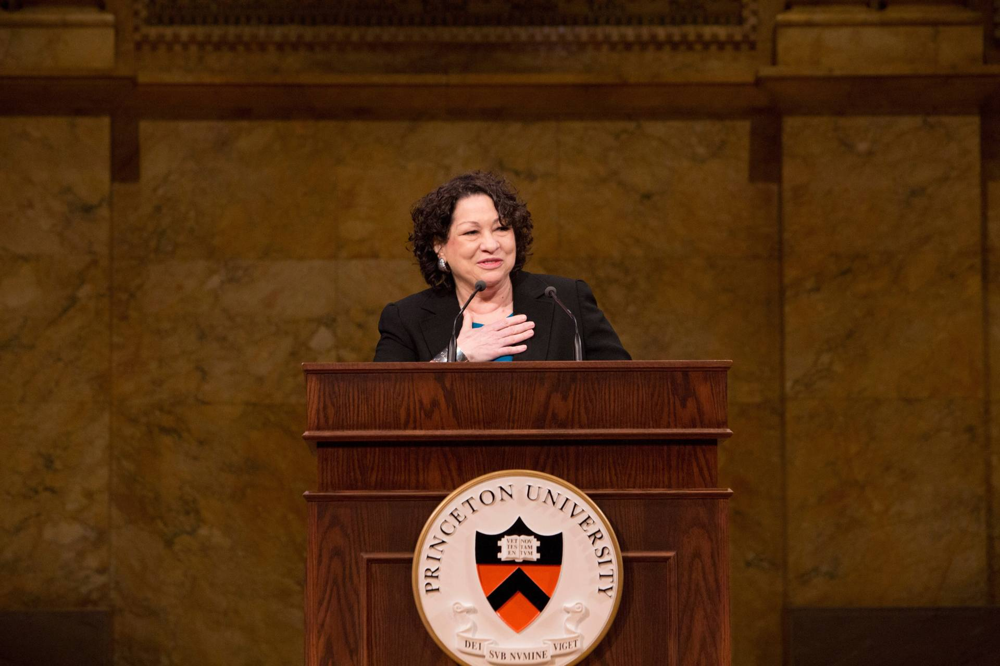 PRINCETON UNIVERSITY
VET NOV
TES TAM
EN TVM
DEI SVB NVMINE VIGET